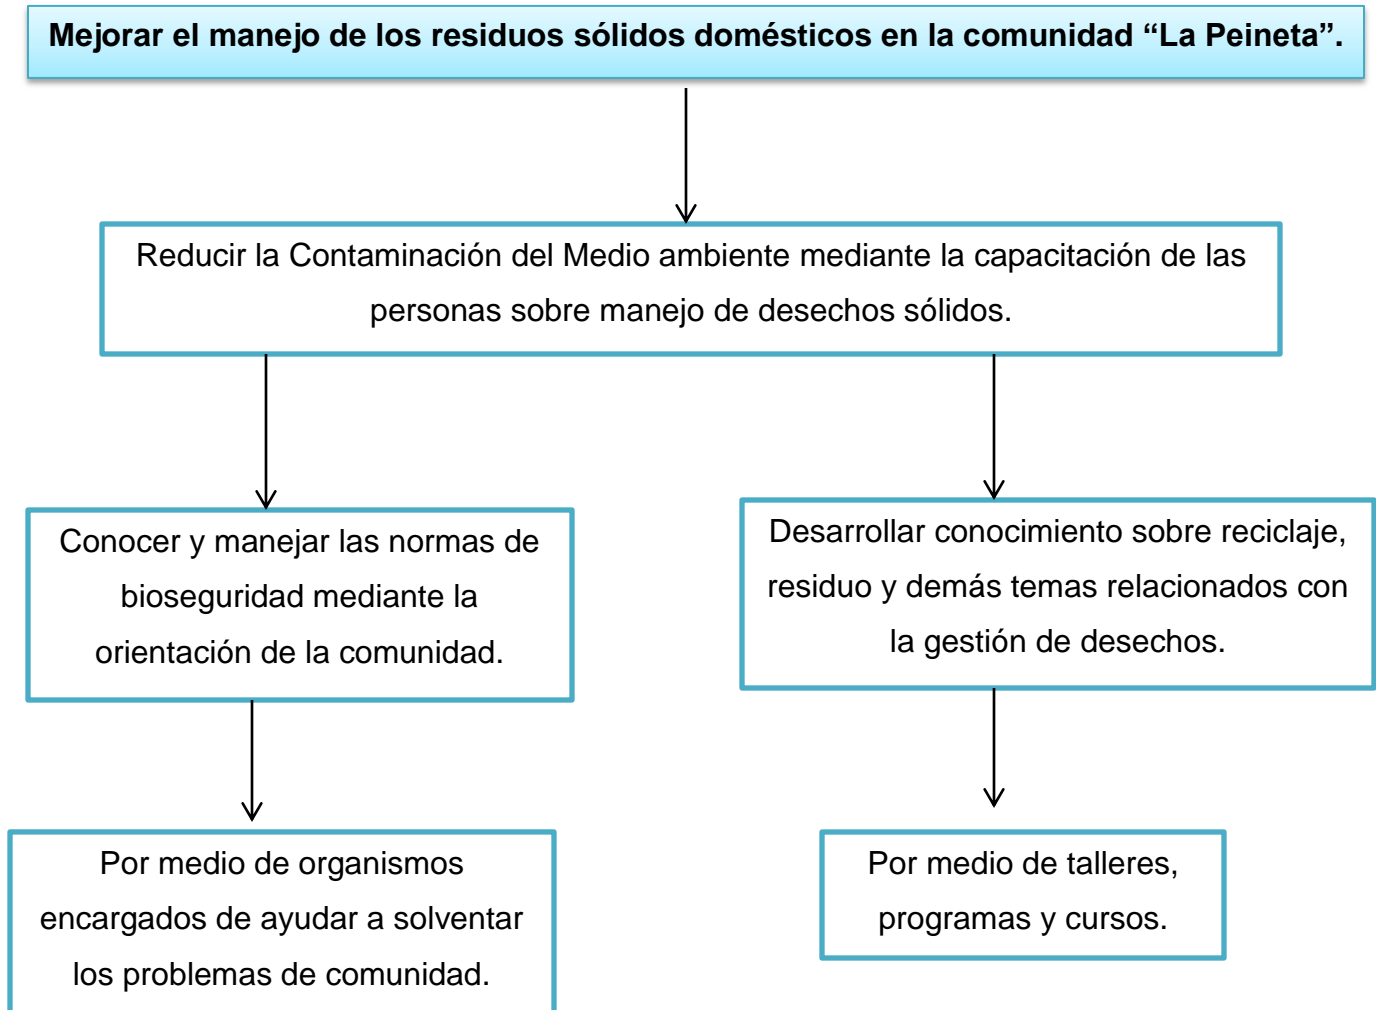 Mejorar el manejo de los residuos sólidos domésticos en la comunidad “La Peineta”.
Reducir la Contaminación del Medio ambiente mediante la capacitación de las
personas sobre manejo de desechos sólidos.
Conocer y manejar las normas de
bioseguridad mediante la
orientación de la comunidad.
Desarrollar conocimiento sobre reciclaje,
residuo y demás temas relacionados con
la gestión de desechos.
Por medio de organismos
encargados de ayudar a solventar
los problemas de comunidad.
Por medio de talleres,
programas y cursos.